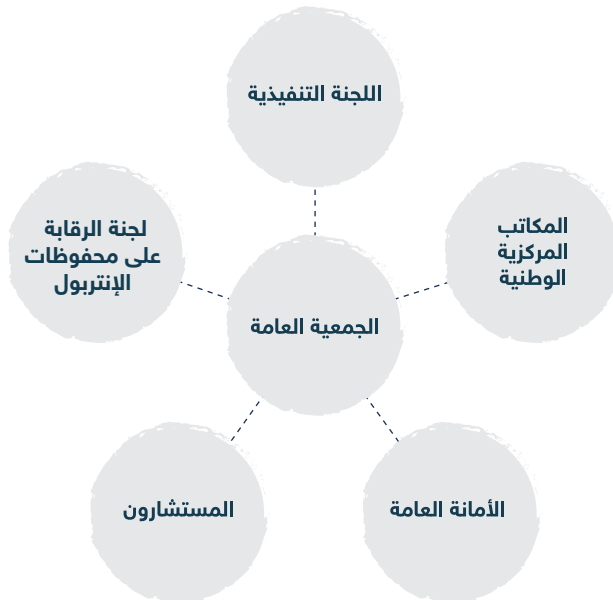 اللجنة التنفيذية
المكاتب
المركزية
الوطنية
لجنة الرقابة
على محفوظات
الإنتربول
الجمعية العامة
الأمانة العامة
المستشارون